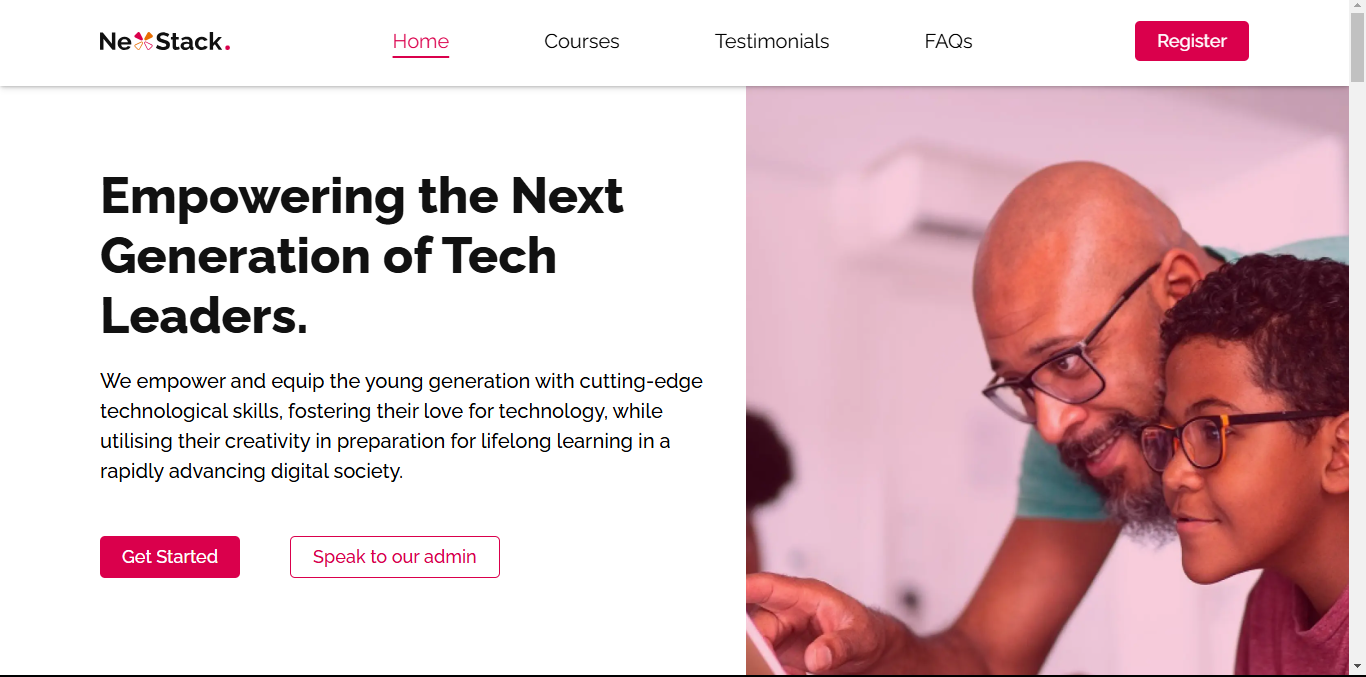 NexStack.
Home
Courses
Testimonials
FAQs
Register
Empowering the Next
Generation of Tech
Leaders.
We empower and equip the young generation with cutting-edge
technological skills, fostering their love for technology, while
utilising their creativity in preparation for lifelong learning in a
rapidly advancing digital society.
Get Started
Speak to our admin